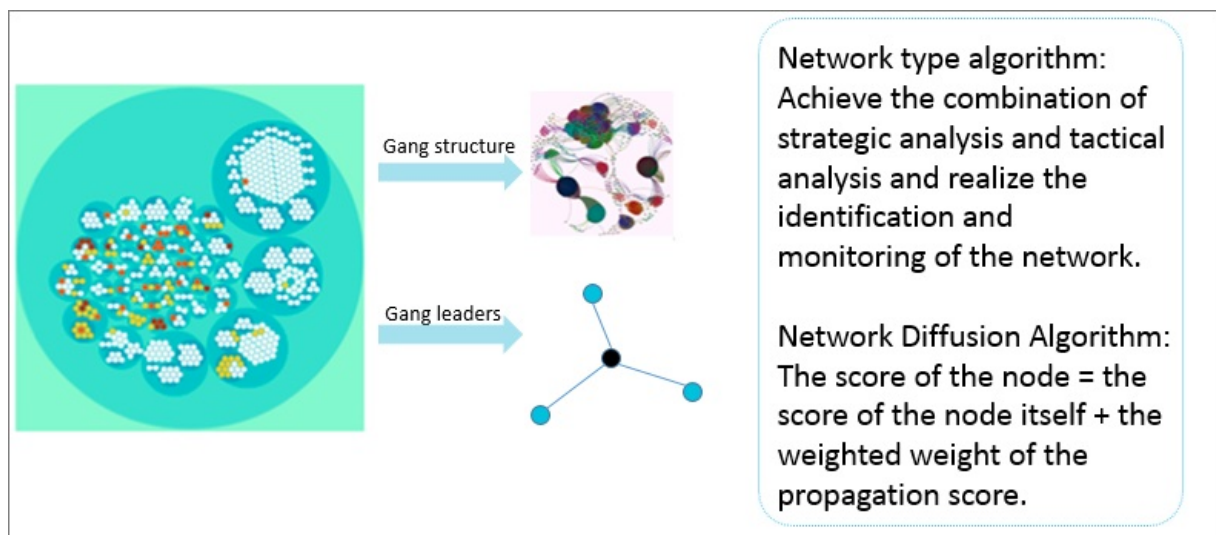 Gang structure
Gang leaders
Network type algorithm:
Achieve the combination of
strategic analysis and tactical
analysis and realize the
identification and
monitoring of the network.
Network Diffusion Algorithm:
The score of the node = the
score of the node itself + the
weighted weight of the
propagation score.